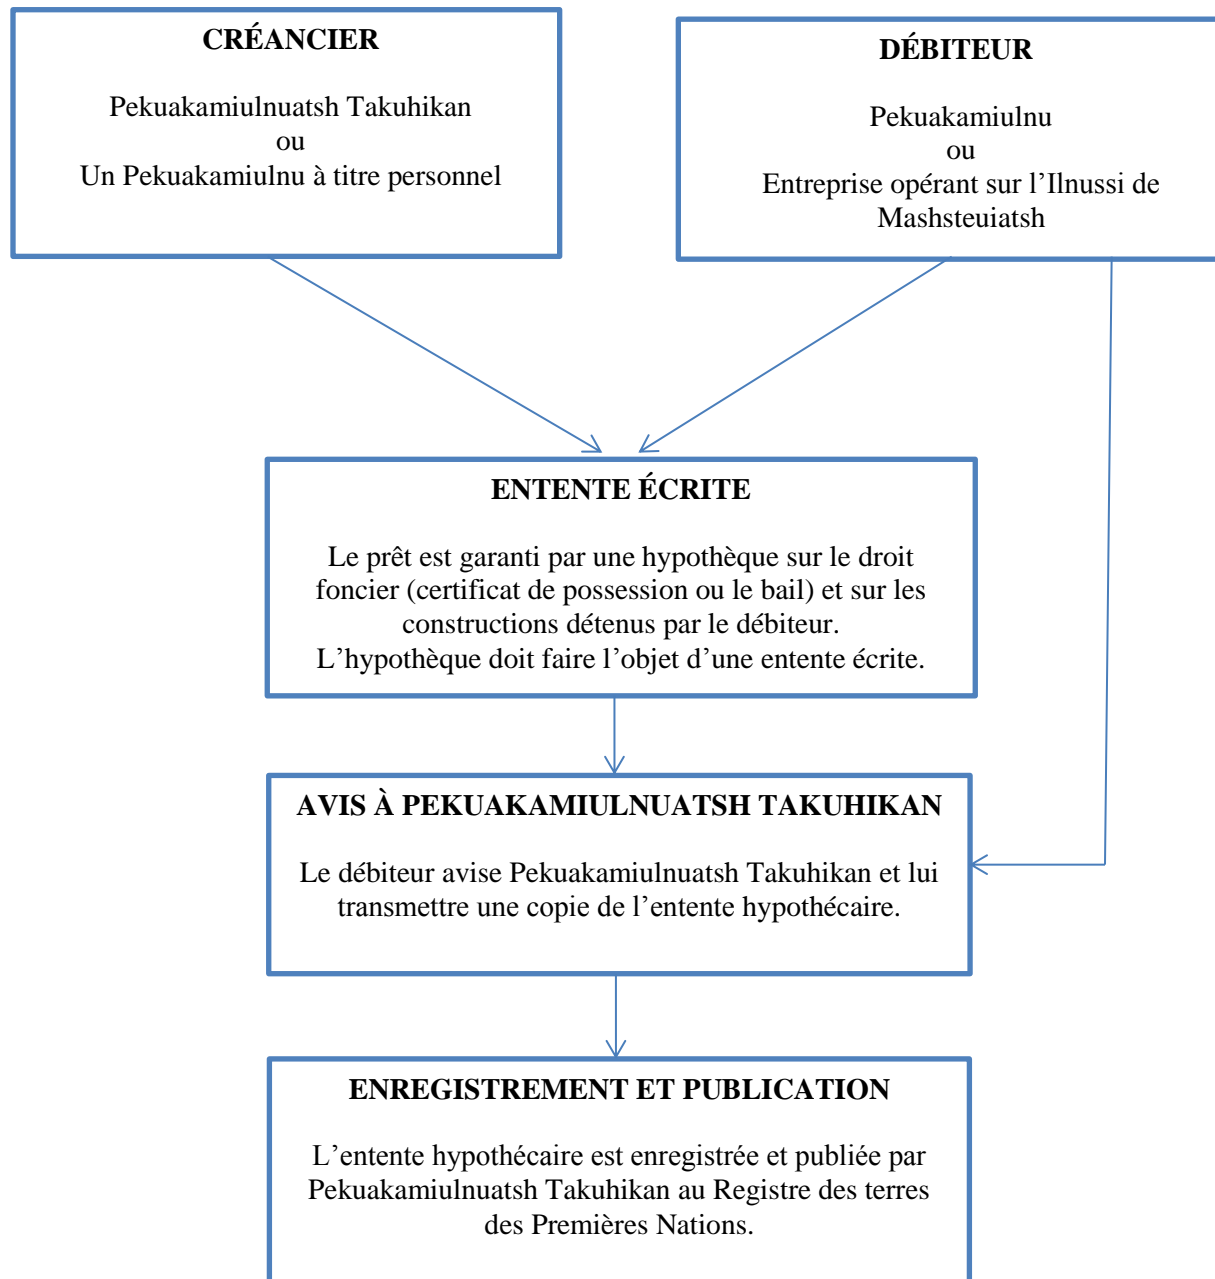 CRÉANCIER
Pekuakamiulnuatsh Takuhikan
ou
Un Pekuakamiulnu à titre personnel
DÉBITEUR
Pekuakamiulnu
ou
Entreprise opérant sur l’Ilnussi de
Mashsteuiatsh
ENTENTE ÉCRITE
Le prêt est garanti par une hypothèque sur le droit
foncier (certificat de possession ou le bail) et sur les
constructions détenus par le débiteur.
L’hypothèque doit faire l’objet d’une entente écrite.
AVIS À PEKUAKAMIULNUATSH TAKUHIKAN
Le débiteur avise Pekuakamiulnuatsh Takuhikan et lui
transmettre une copie de l’entente hypothécaire.
ENREGISTREMENT ET PUBLICATION
L’entente hypothécaire est enregistrée et publiée par
Pekuakamiulnuatsh Takuhikan au Registre des terres
des Premières Nations.